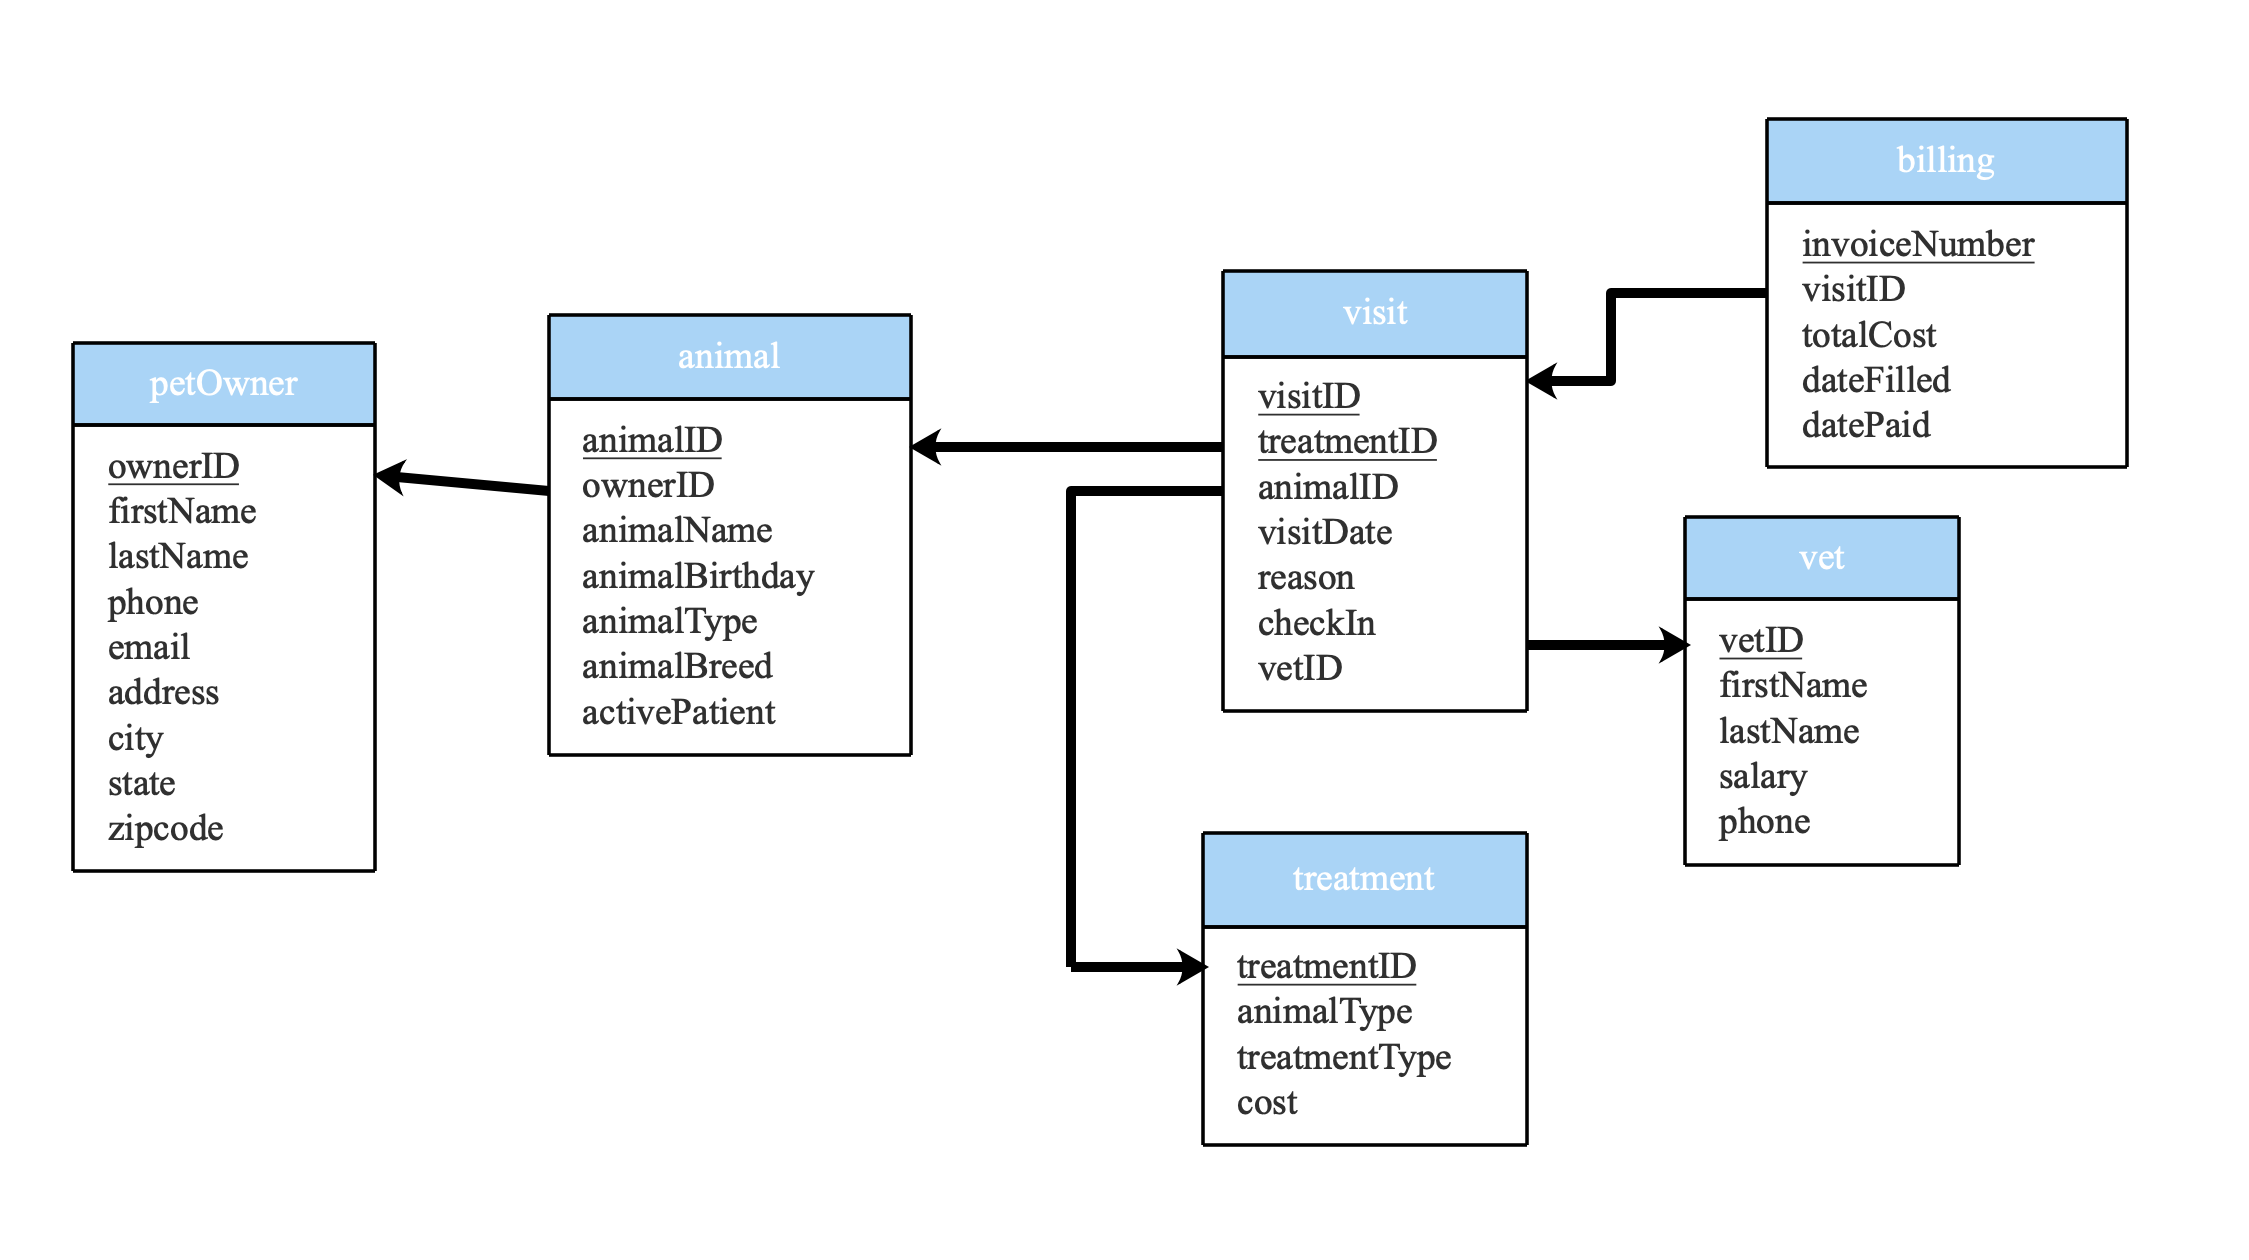 petOwner
ownerID
firstName
lastName
phone
email
address
city
state
zipcode
animal
animalID
ownerID
animalName
animalBirthday
animalType
animalBreed
activePatient
visit
visitID
treatmentID
animalID
visitDate
reason
checkIn
vetID
billing
invoiceNumber
visitID
totalCost
dateFilled
datePaid
vet
vetID
firstName
lastName
salary
phone
treatment
treatmentID
animalType
treatmentType
cost